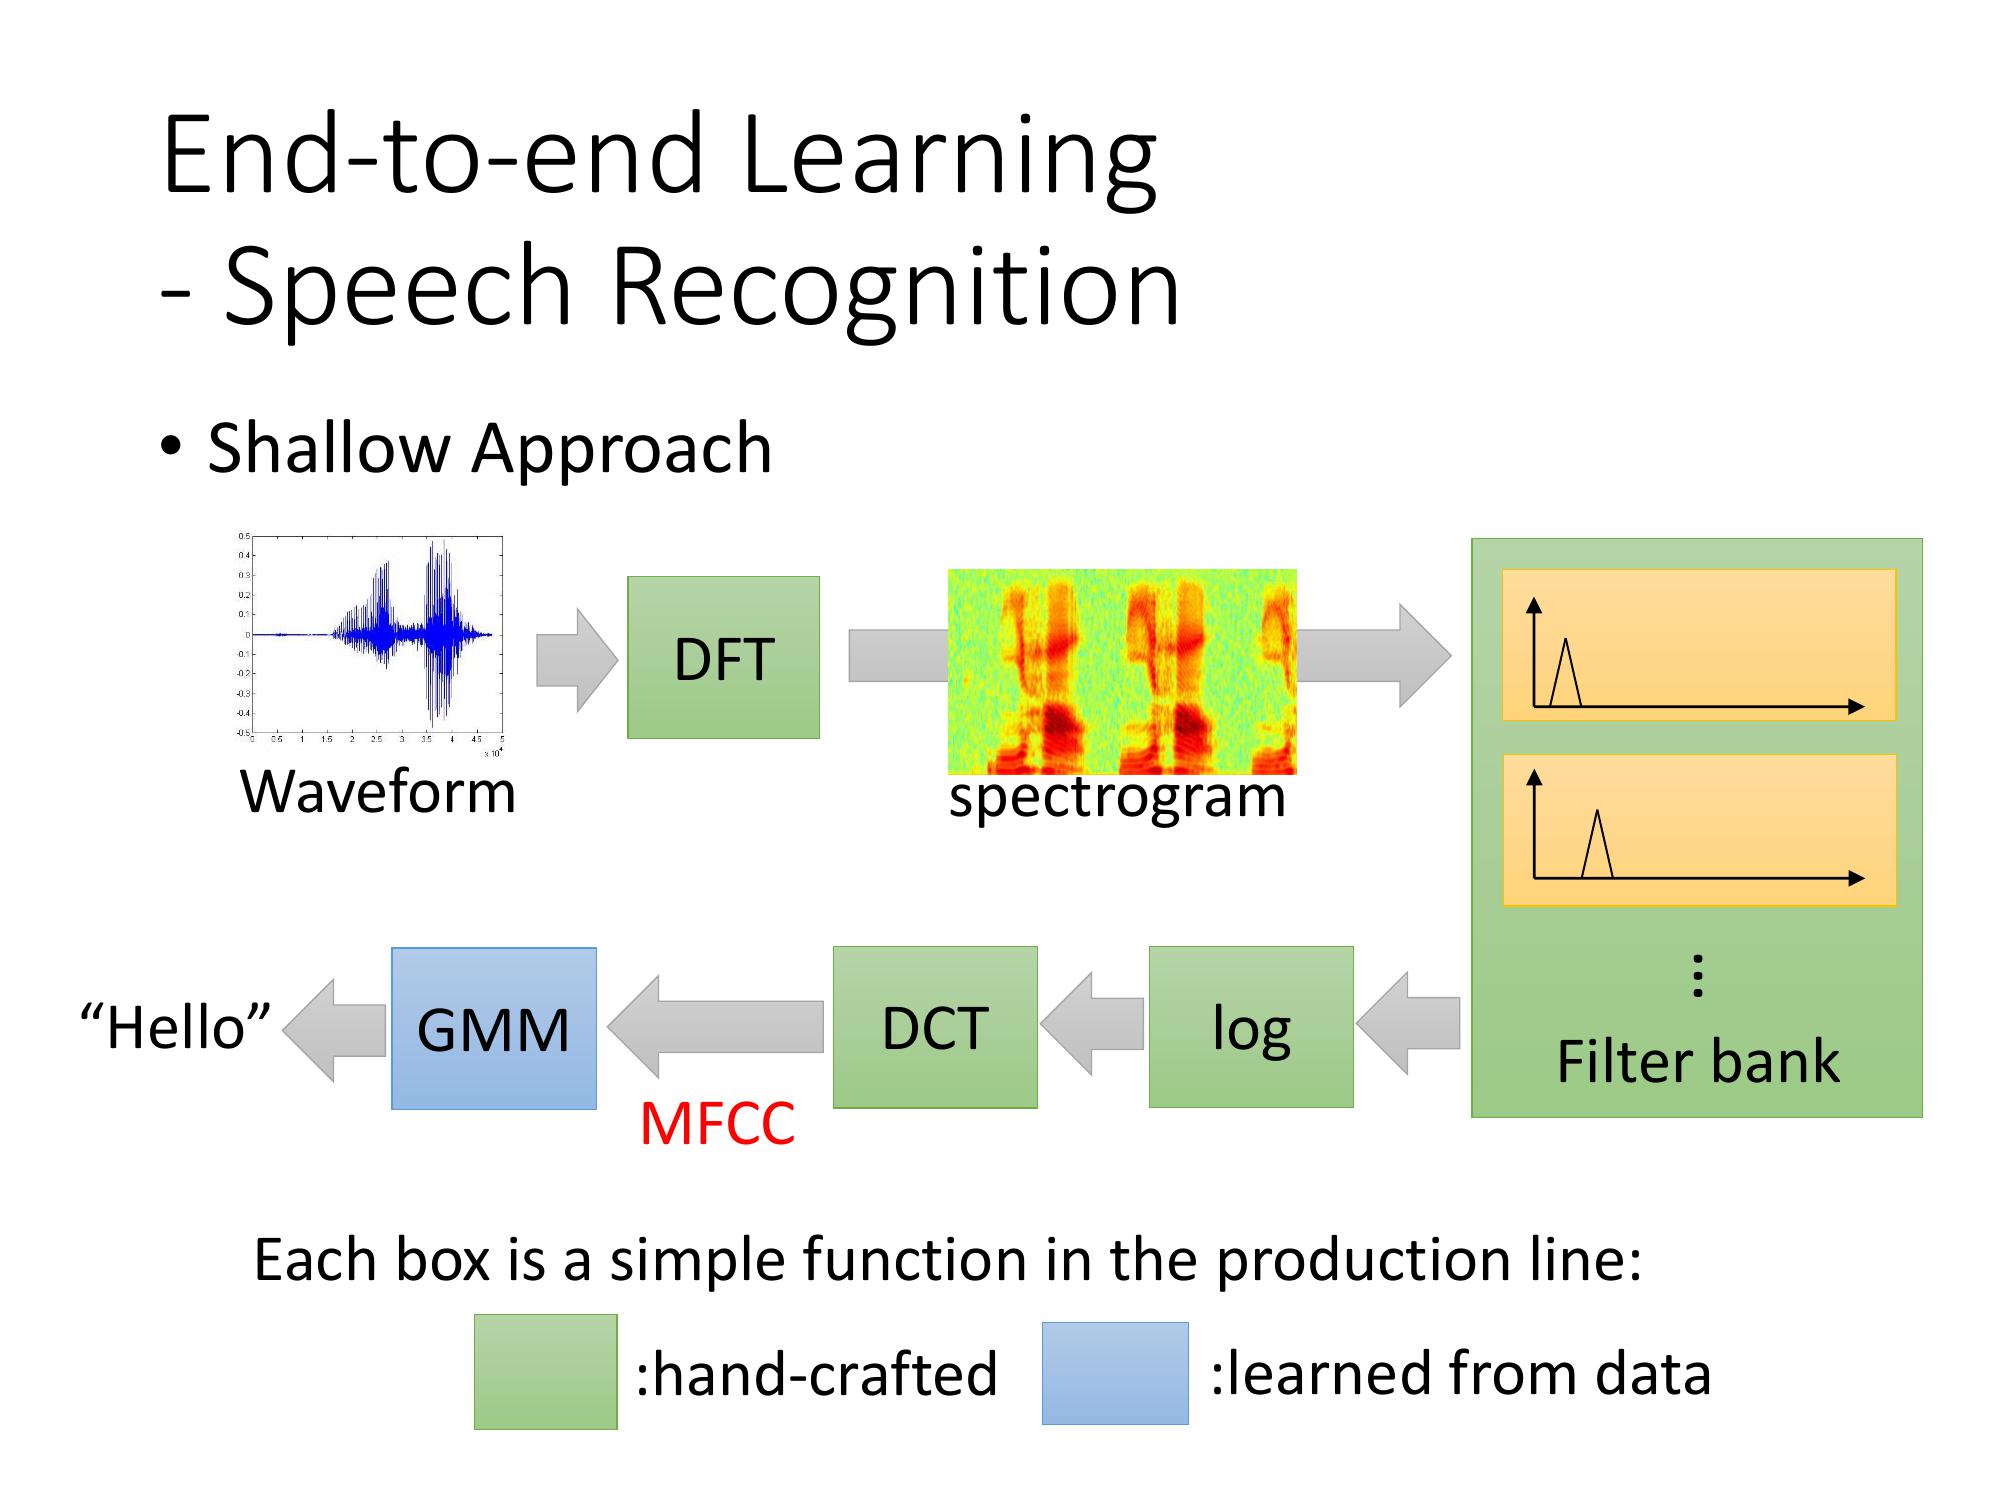 End-to-end Learning
- Speech Recognition
• Shallow Approach
0.5
0.4
0.3
0.2
0.1
0
-0.1
-0.2
-0.3
-0.4
-0.5
0 0.5 1 1.5 2 2.5 3 3.5 4 4.5 5
x 10^4
Waveform
DFT
spectrogram
⋮
Filter bank
log
DCT
MFCC
GMM
“Hello”
Each box is a simple function in the production line:
:hand-crafted
:learned from data